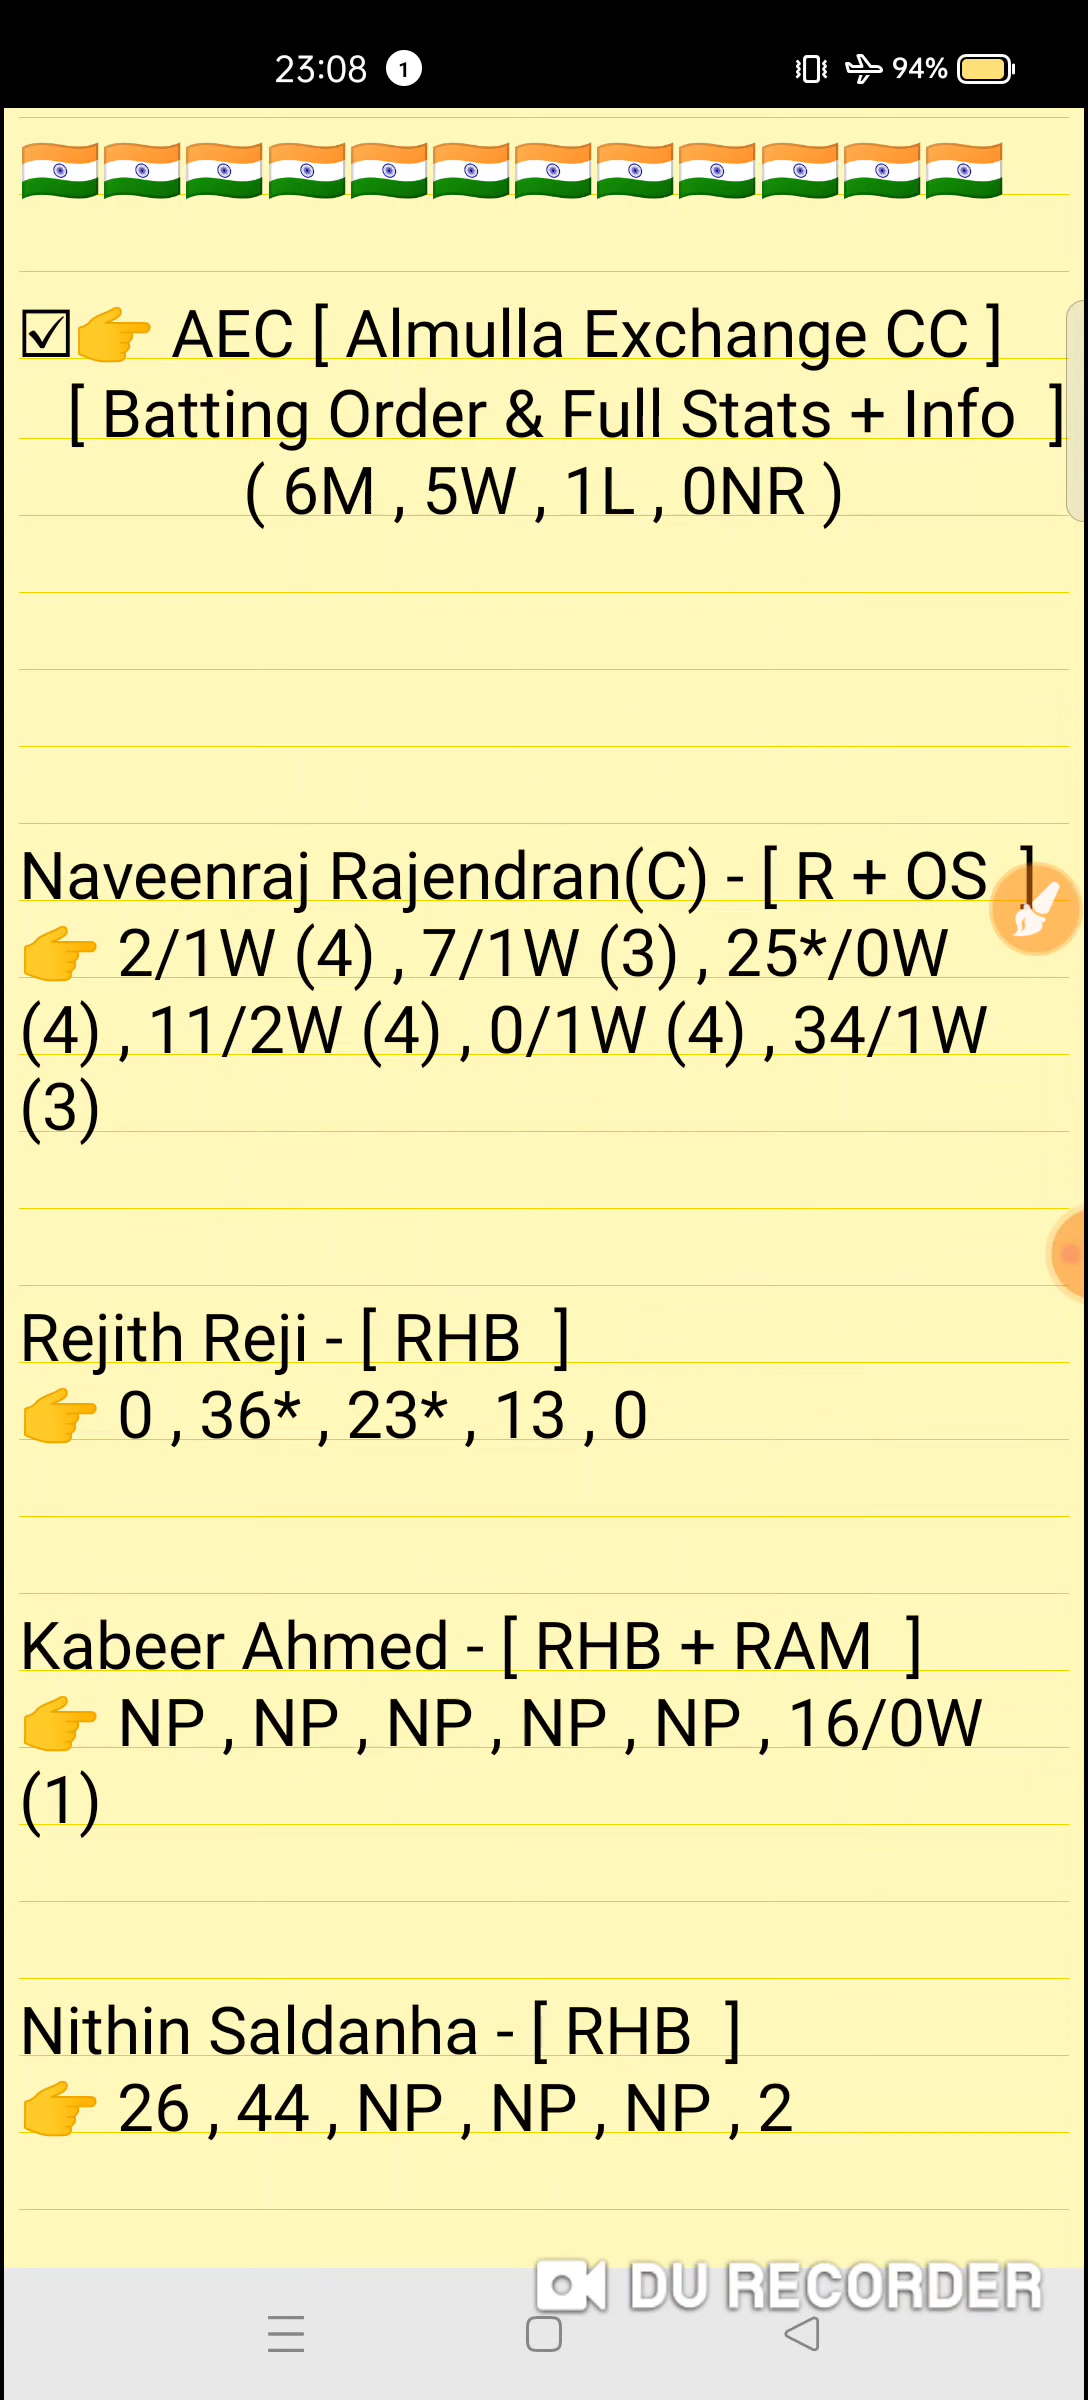 23:08 1 94%
🇮🇳🇮🇳🇮🇳🇮🇳🇮🇳🇮🇳🇮🇳🇮🇳🇮🇳🇮🇳🇮🇳🇮🇳
☑👉 AEC [ Almulla Exchange CC ]
[ Batting Order & Full Stats + Info ]
( 6M , 5W , 1L , 0NR )
Naveenraj Rajendran(C) - [ R + OS ]
👉 2/1W (4) , 7/1W (3) , 25*/0W
(4) , 11/2W (4) , 0/1W (4) , 34/1W
(3)
Rejith Reji - [ RHB ]
👉 0 , 36* , 23* , 13 , 0
Kabeer Ahmed - [ RHB + RAM ]
👉 NP , NP , NP , NP , NP , 16/0W
(1)
Nithin Saldanha - [ RHB ]
👉 26 , 44 , NP , NP , NP , 2
DU RECORDER